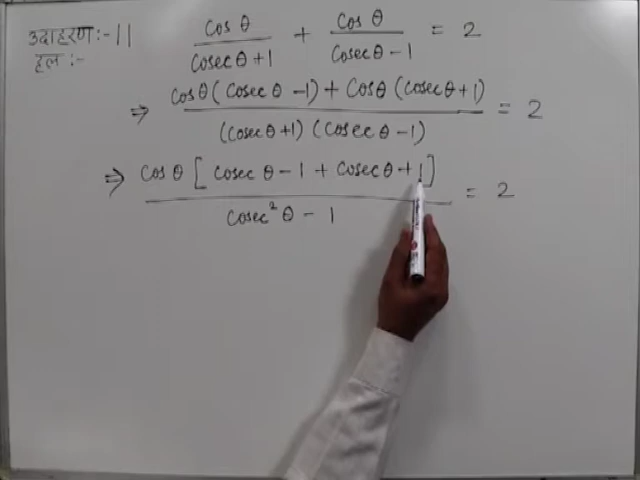 उदाहरण:- 11 cos θ / cosec θ + 1 + cos θ / cosec θ - 1 = 2
हल :-
⇒ cos θ ( cosec θ - 1) + cos θ (cosec θ + 1) / (cosec θ + 1) (cosec θ - 1) = 2
⇒ cos θ [ cosec θ - 1 + cosec θ + 1 ] / cosec² θ - 1 = 2